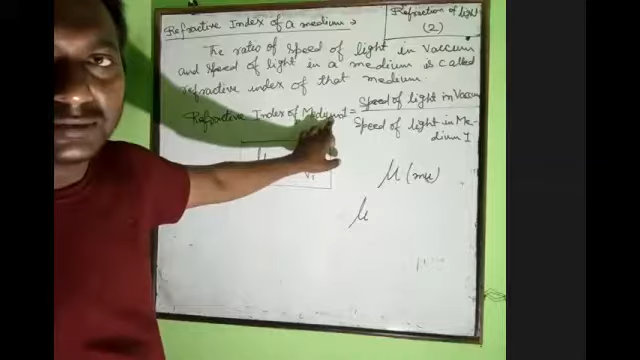 Refractive Index of a medium →
Refraction of light
(2)
The ratio of speed of light in Vaccum
and speed of light in a medium is called
refractive index of that medium.
Refractive Index of Medium I = Speed of light in Vaccum
Speed of light in Me-
dium I
μ (mu)
μ